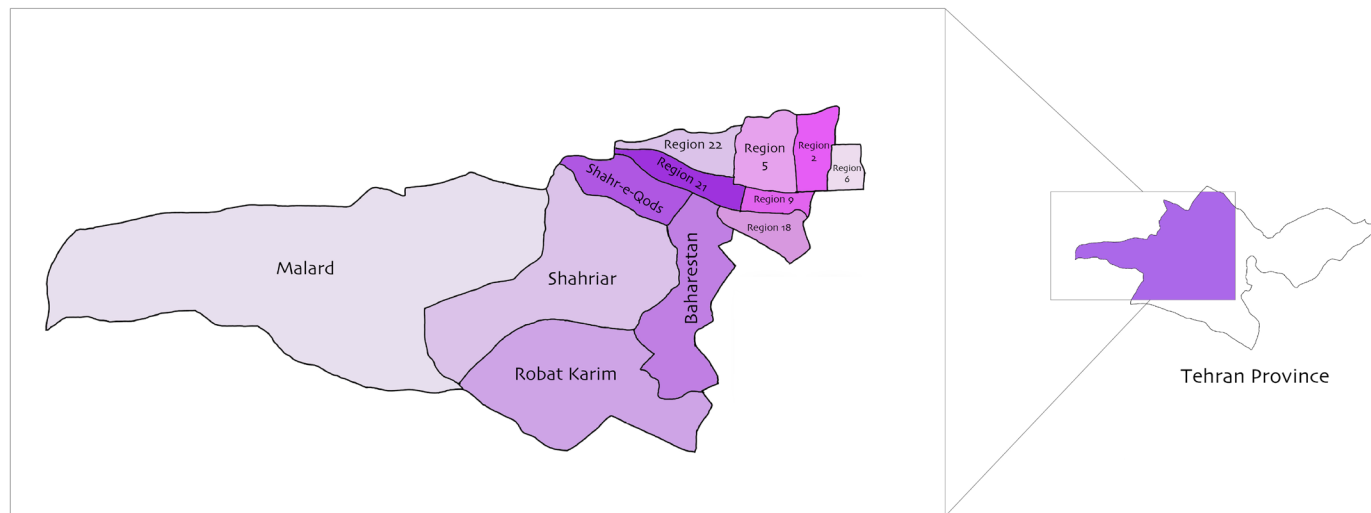 Region 22
Region
5
Region
2
Region
6
Shahr-e-Qods
Region 21
Region 9
Region 18
Malard
Shahriar
Baharestan
Robat Karim
Tehran Province